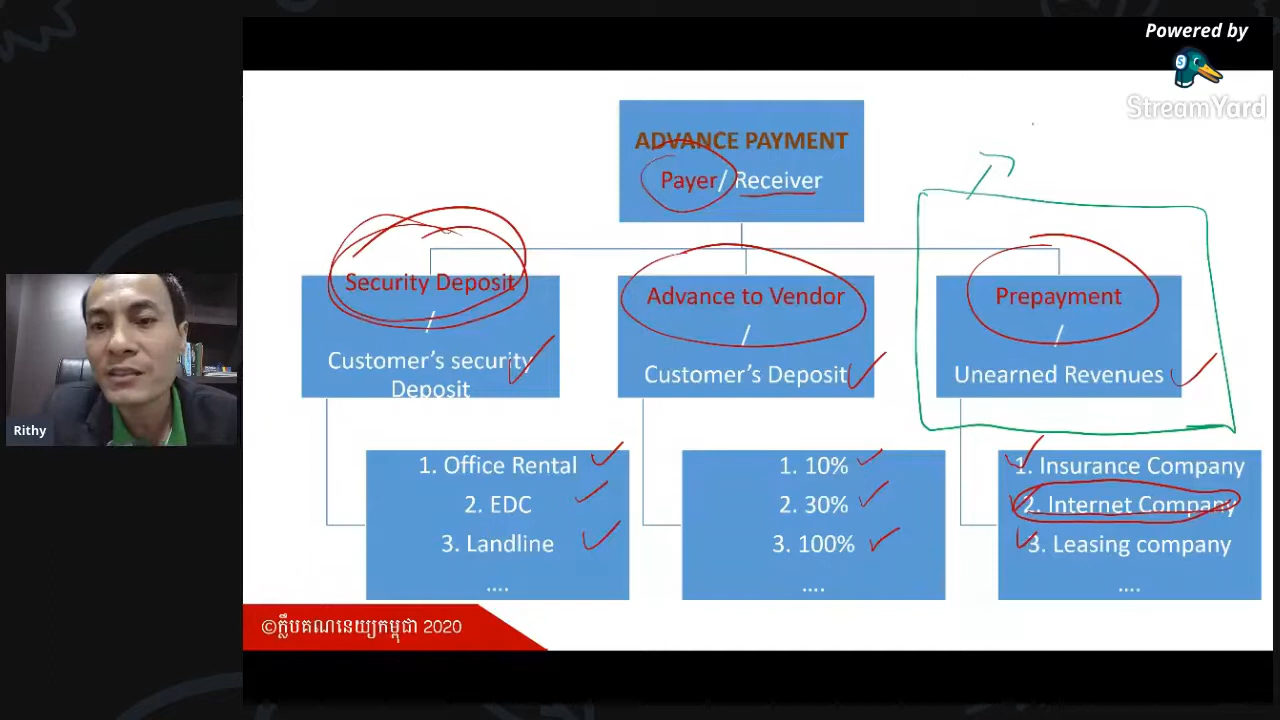 Powered by
StreamYard
ADVANCE PAYMENT
Payer/ Receiver
Security Deposit
/
Customer's security
Deposit
Advance to Vendor
/
Customer's Deposit
Prepayment
/
Unearned Revenues
1. Office Rental
2. EDC
3. Landline
....
1. 10%
2. 30%
3. 100%
....
1. Insurance Company
2. Internet Company
3. Leasing company
....
Rithy
©ក្លឹបគណនេយ្យកម្ពុជា 2020